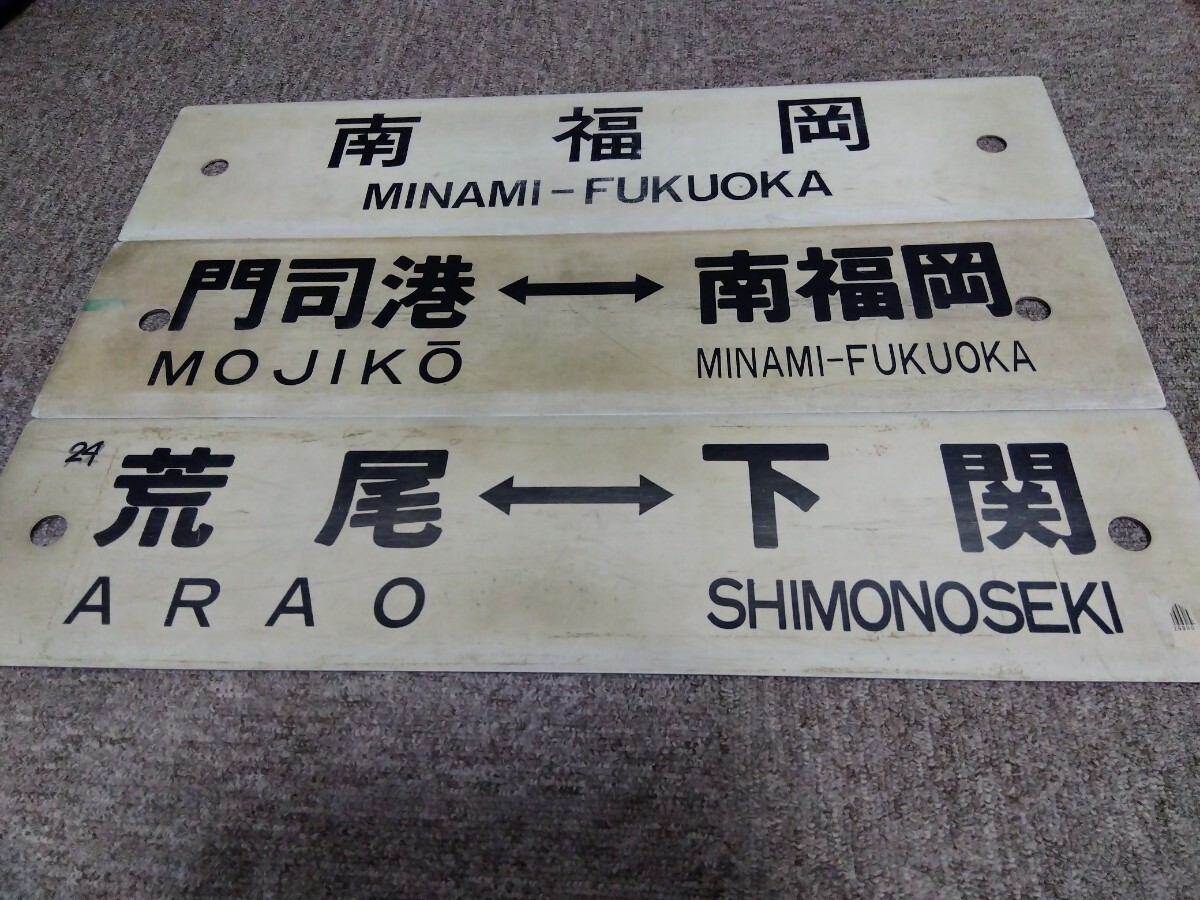 南福岡
MINAMI-FUKUOKA
門司港 ↔ 南福岡
MOJIKŌ MINAMI-FUKUOKA
24
荒尾 ↔ 下関
ARAO SHIMONOSEKI